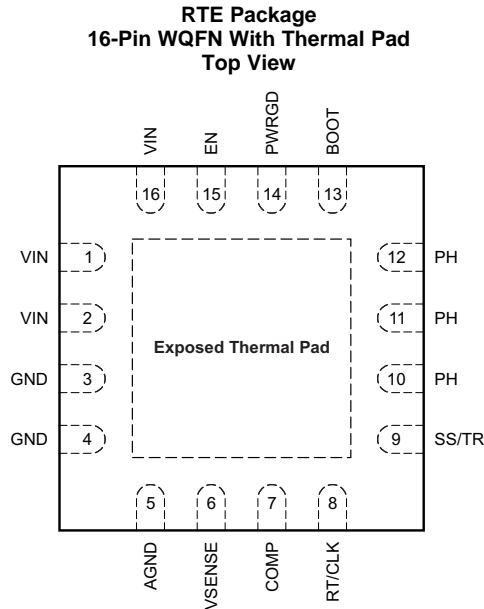 RTE Package
16-Pin WQFN With Thermal Pad
Top View
VIN
EN
PWRGD
BOOT
16
15
14
13
VIN 1
12 PH
VIN 2
11 PH
GND 3
Exposed Thermal Pad
10 PH
GND 4
9 SS/TR
5
6
7
8
AGND
VSENSE
COMP
RT/CLK